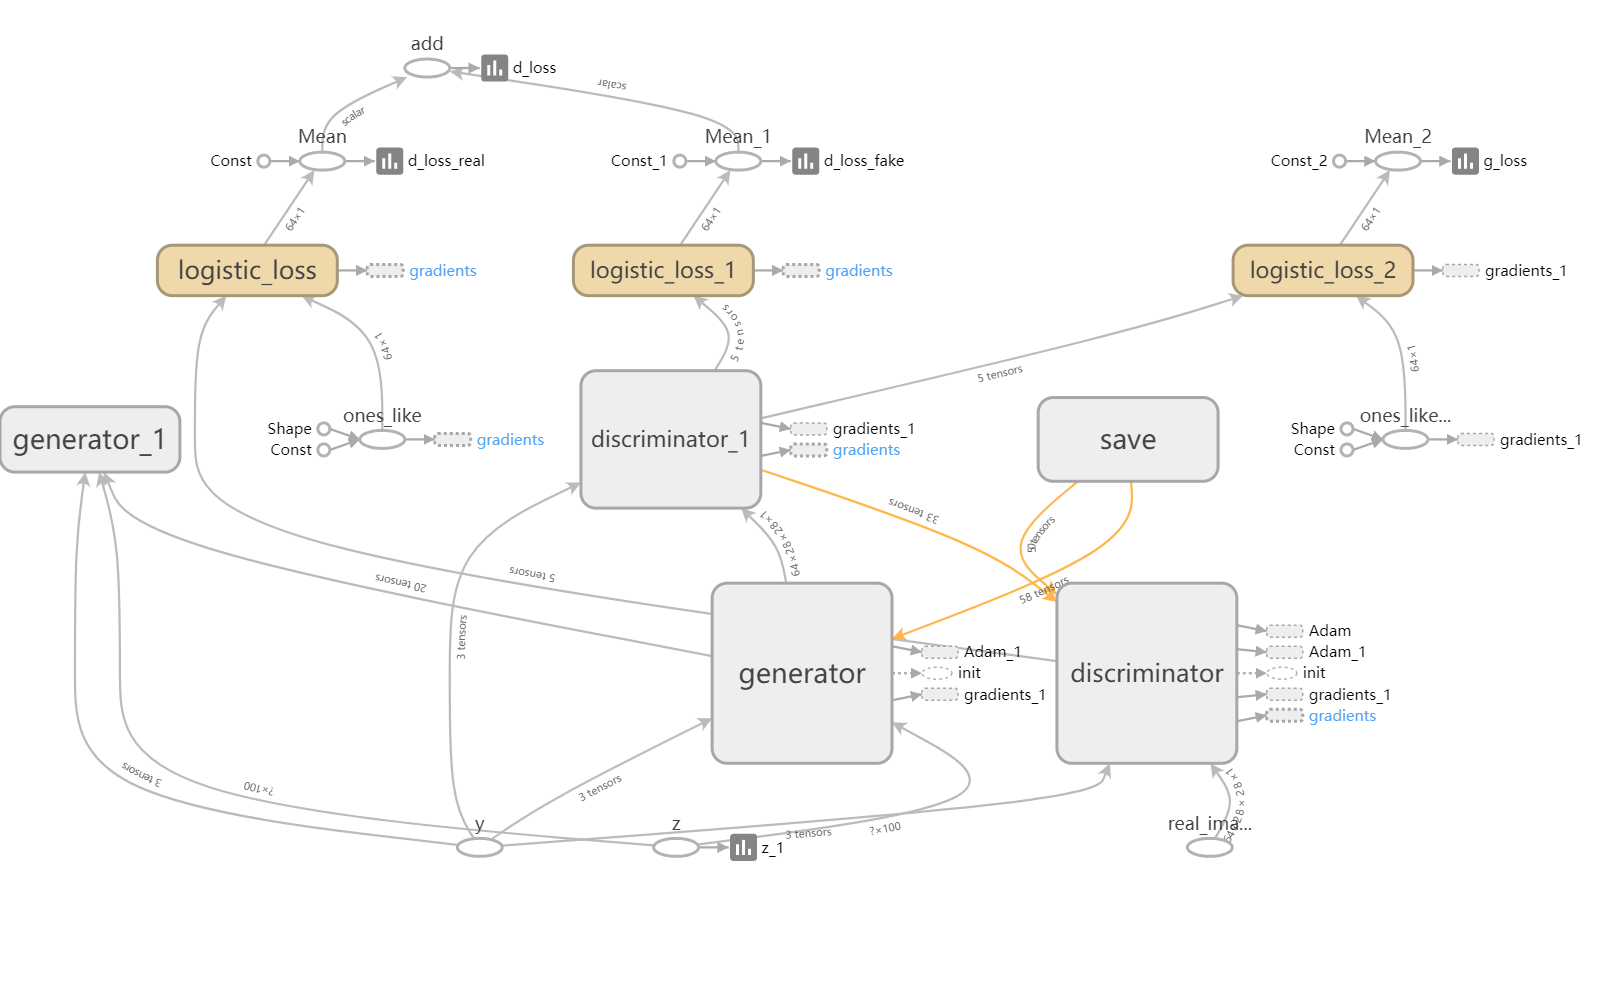 add
d_loss
scalar
scalar
Mean
Const
d_loss_real
Mean_1
Const_1
d_loss_fake
Mean_2
Const_2
g_loss
64×1
64×1
64×1
logistic_loss
gradients
logistic_loss_1
gradients
logistic_loss_2
gradients_1
64×1
5 tensors
5 tensors
64×1
generator_1
ones_like
Shape
Const
gradients
discriminator_1
gradients_1
gradients
save
ones_like...
Shape
Const
gradients_1
33 tensors
64×28×28×1
tensors
58 tensors
5 tensors
20 tensors
3 tensors
generator
Adam_1
init
gradients_1
discriminator
Adam
Adam_1
init
gradients_1
gradients
3 tensors
?×100
3 tensors
3 tensors
?×100
28×28×1
y
z
z_1
real_ima...